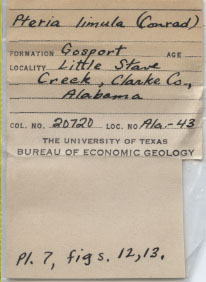 Pteria limula (Conrad)
FORMATION Gosport AGE
LOCALITY Little Stave
Creek, Clarke Co.,
Alabama
COL. NO. 20720 LOC. NO Ala-43
THE UNIVERSITY OF TEXAS
BUREAU OF ECONOMIC GEOLOGY
Pl. 7, figs. 12, 13.